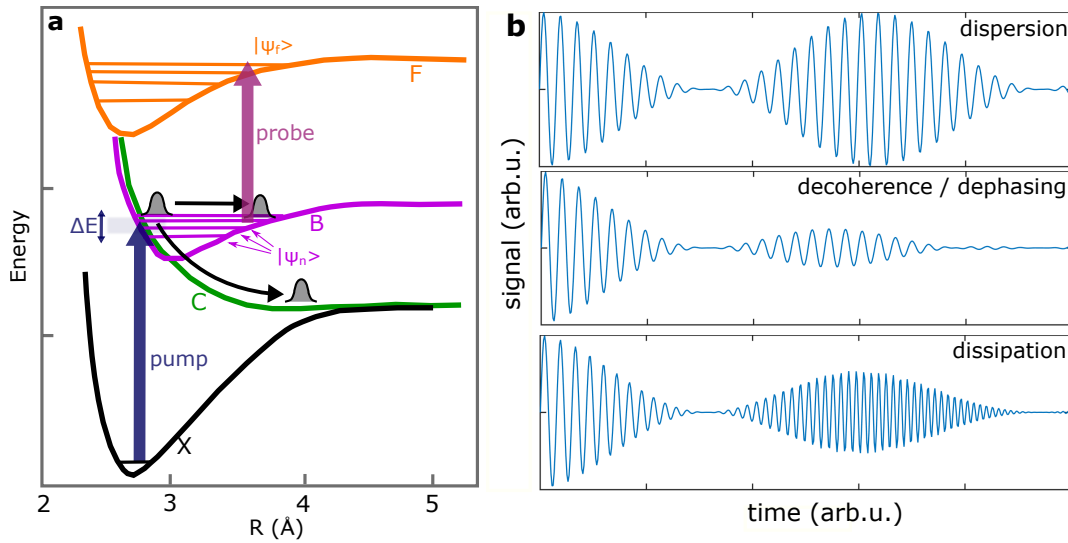 a
|ψf>
F
probe
ΔE
B
|ψn>
C
pump
X
Energy
2
3
4
5
R (Å)
b
dispersion
decoherence / dephasing
dissipation
signal (arb.u.)
time (arb.u.)